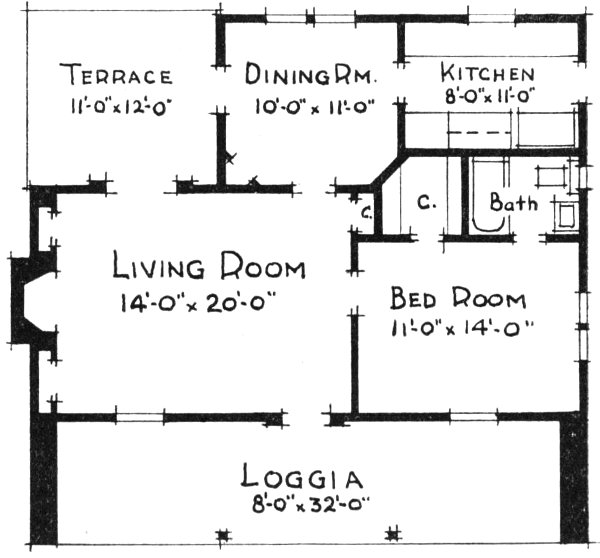 TERRACE
11'-0" x 12'-0"
DINING RM.
10'-0" x 11'-0"
KITCHEN
8'-0" x 11'-0"
C.
C.
Bath
LIVING ROOM
14'-0" x 20'-0"
BED ROOM
11'-0" x 14'-0"
LOGGIA
8'-0" x 32'-0"